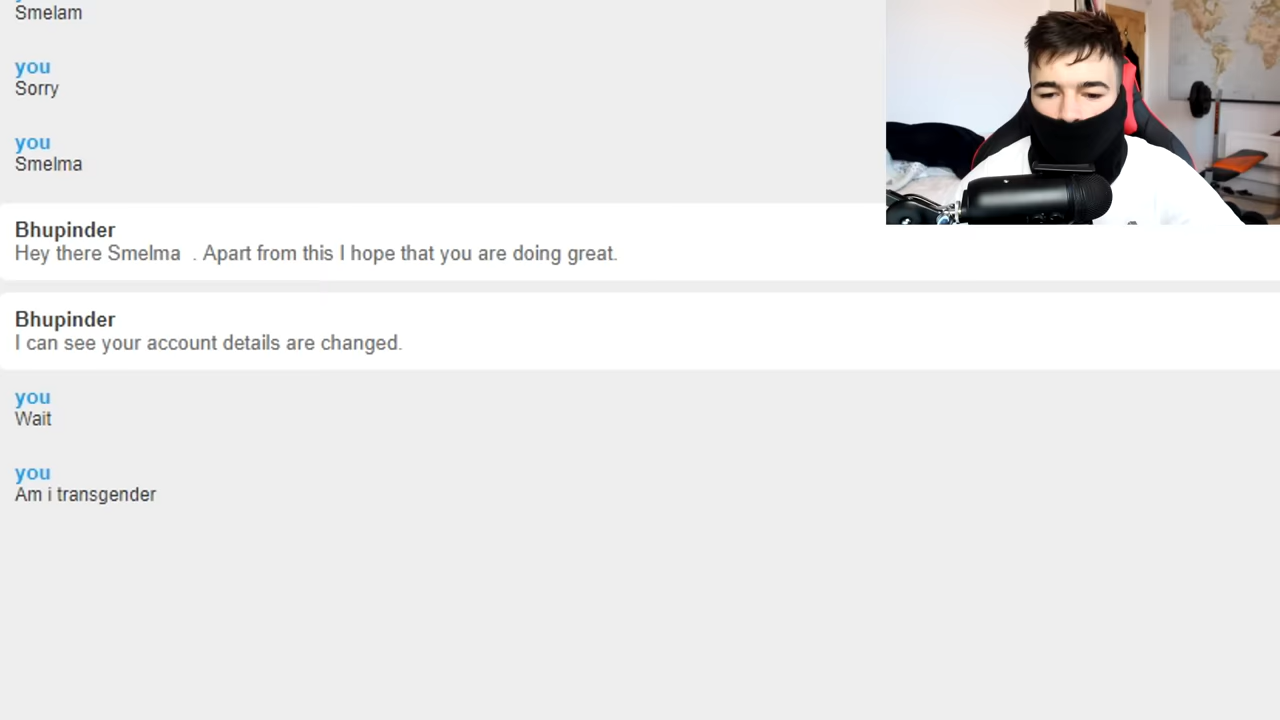 Smelam
you
Sorry
you
Smelma
Bhupinder
Hey there Smelma . Apart from this I hope that you are doing great.
Bhupinder
I can see your account details are changed.
you
Wait
you
Am i transgender